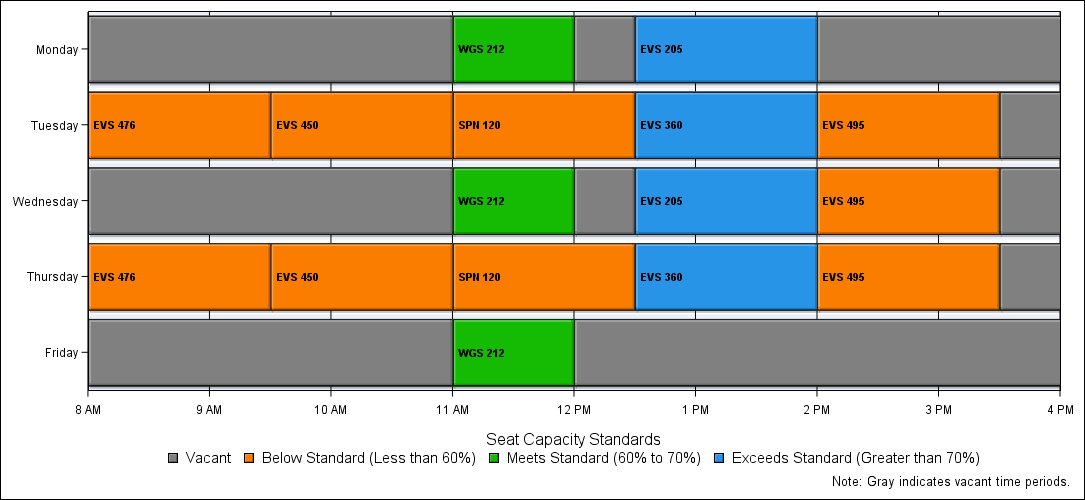 Monday
WGS 212
EVS 205
Tuesday
EVS 476
EVS 450
SPN 120
EVS 360
EVS 495
Wednesday
WGS 212
EVS 205
EVS 495
Thursday
EVS 476
EVS 450
SPN 120
EVS 360
EVS 495
Friday
WGS 212
8 AM 9 AM 10 AM 11 AM 12 PM 1 PM 2 PM 3 PM 4 PM
Seat Capacity Standards
Vacant Below Standard (Less than 60%) Meets Standard (60% to 70%) Exceeds Standard (Greater than 70%)
Note: Gray indicates vacant time periods.